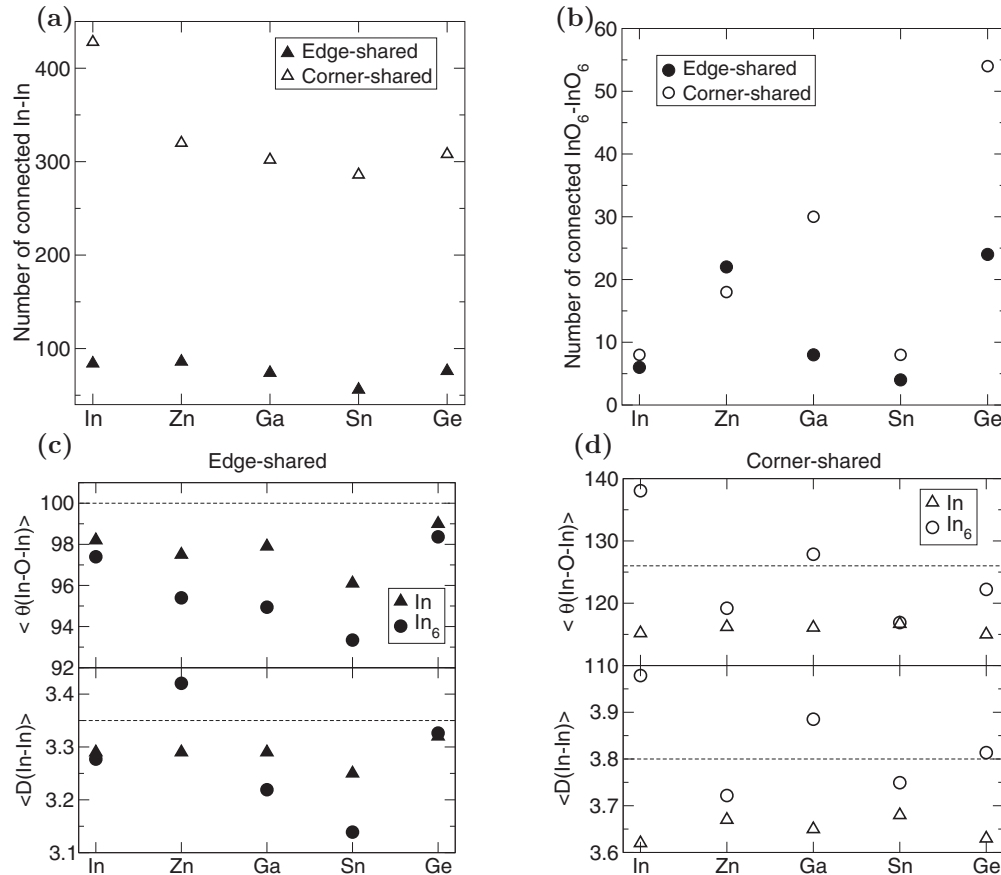 (a)
Number of connected In-In
400
300
200
100
Edge-shared
Corner-shared
In Zn Ga Sn Ge
(b)
Number of connected InO6-InO6
60
50
40
30
20
10
0
Edge-shared
Corner-shared
In Zn Ga Sn Ge
(c)
Edge-shared
< θ(In-O-In)>
100
98
96
94
92
In
In6
<D(In-In)>
3.4
3.3
3.2
3.1
In Zn Ga Sn Ge
(d)
Corner-shared
< θ(In-O-In)>
140
130
120
110
In
In6
<D(In-In)>
3.9
3.8
3.7
3.6
In Zn Ga Sn Ge